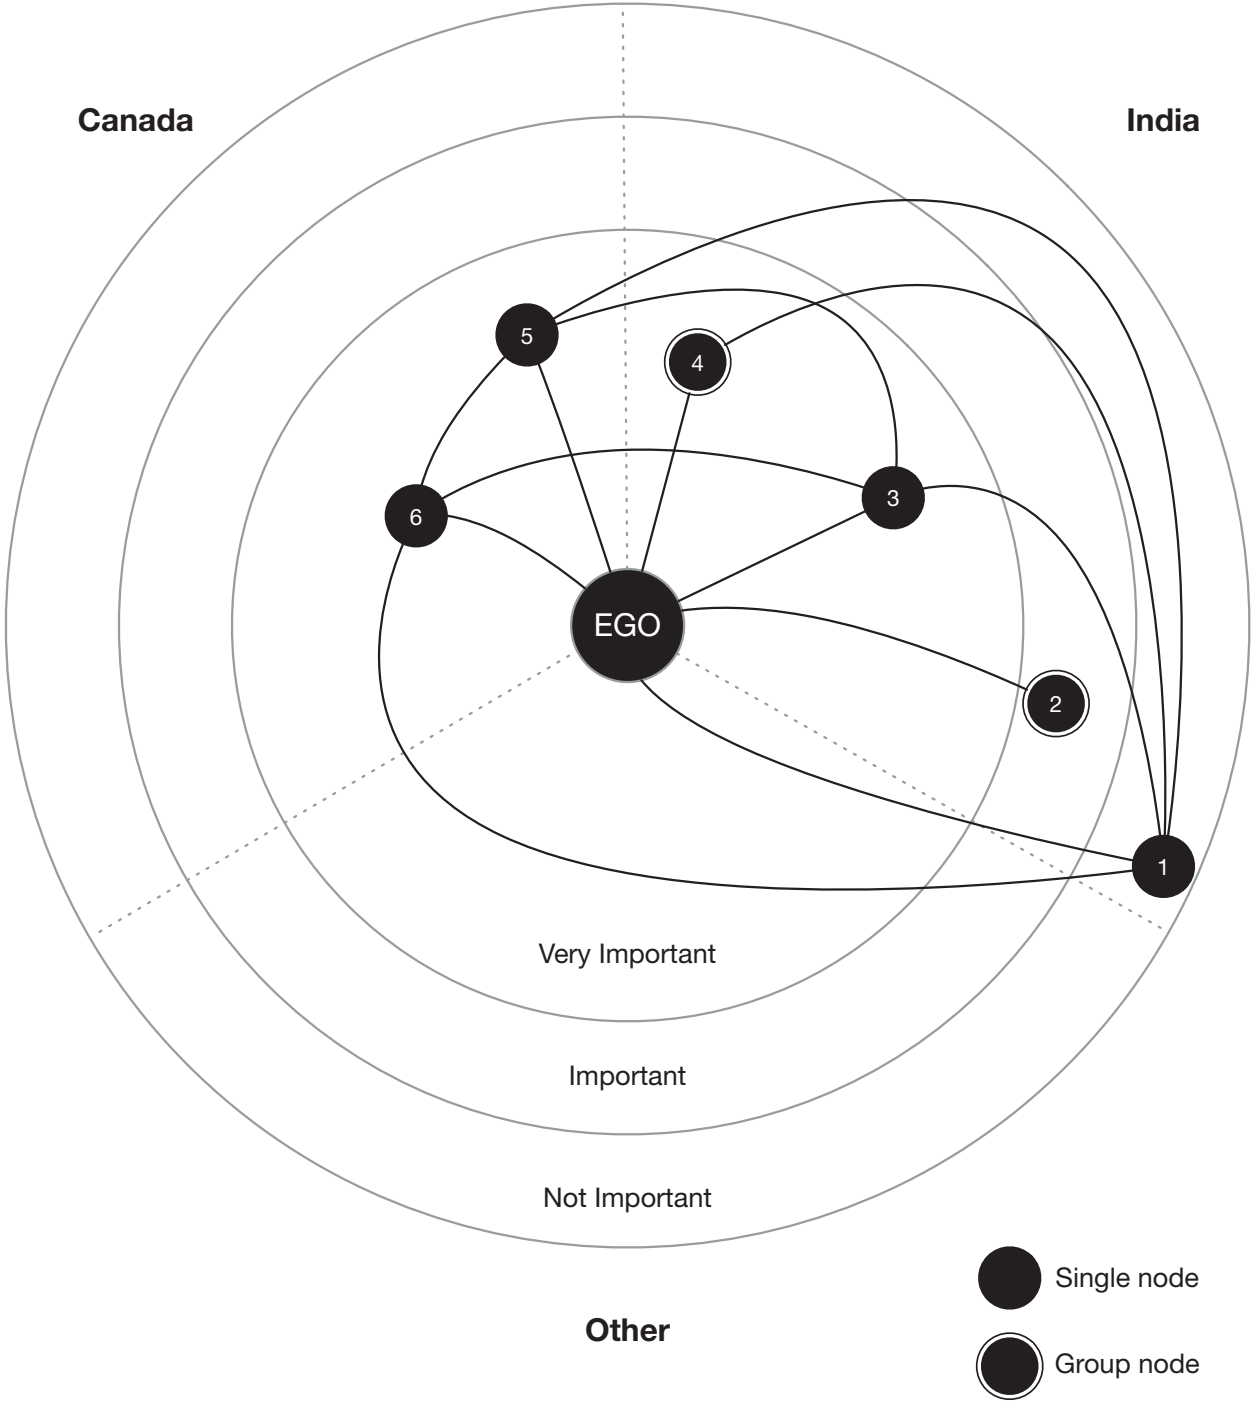 Canada
India
5
4
3
6
EGO
2
1
Very Important
Important
Not Important
Single node
Other
Group node